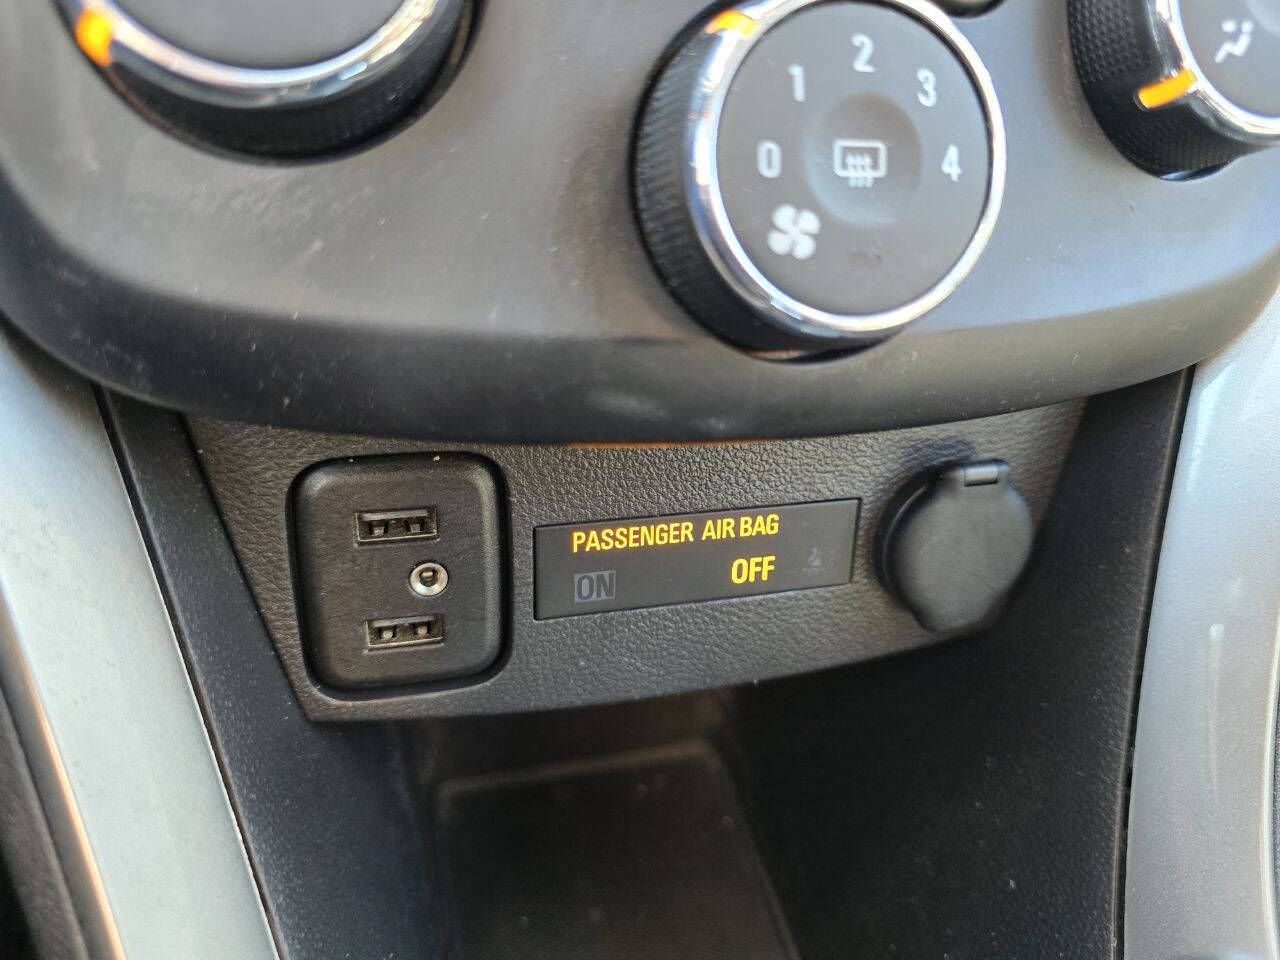 1 2 3
0 4
PASSENGER AIR BAG
ON OFF